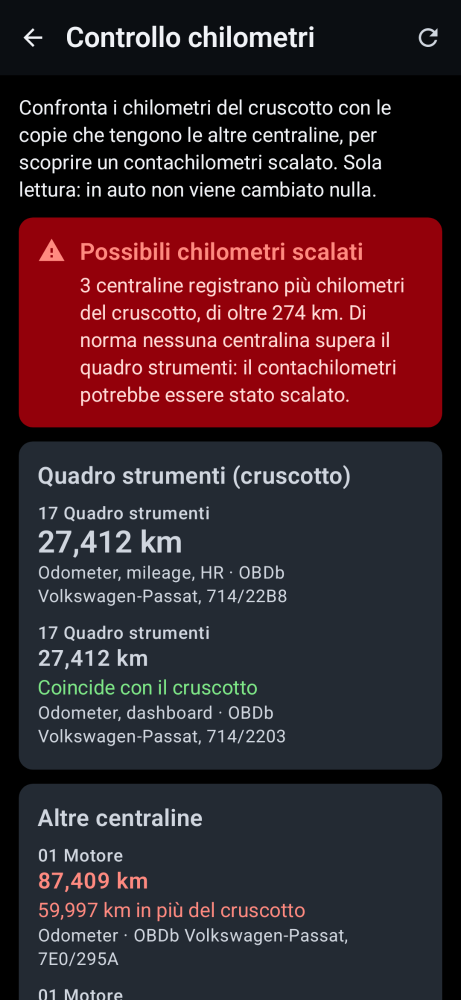 Controllo chilometri
Confronta i chilometri del cruscotto con le
copie che tengono le altre centraline, per
scoprire un contachilometri scalato. Sola
lettura: in auto non viene cambiato nulla.
Possibili chilometri scalati
3 centraline registrano più chilometri
del cruscotto, di oltre 274 km. Di
norma nessuna centralina supera il
quadro strumenti: il contachilometri
potrebbe essere stato scalato.
Quadro strumenti (cruscotto)
17 Quadro strumenti
27,412 km
Odometer, mileage, HR · OBDb
Volkswagen-Passat, 714/22B8
17 Quadro strumenti
27,412 km
Coincide con il cruscotto
Odometer, dashboard · OBDb
Volkswagen-Passat, 714/2203
Altre centraline
01 Motore
87,409 km
59,997 km in più del cruscotto
Odometer · OBDb Volkswagen-Passat,
7E0/295A
01 Motore